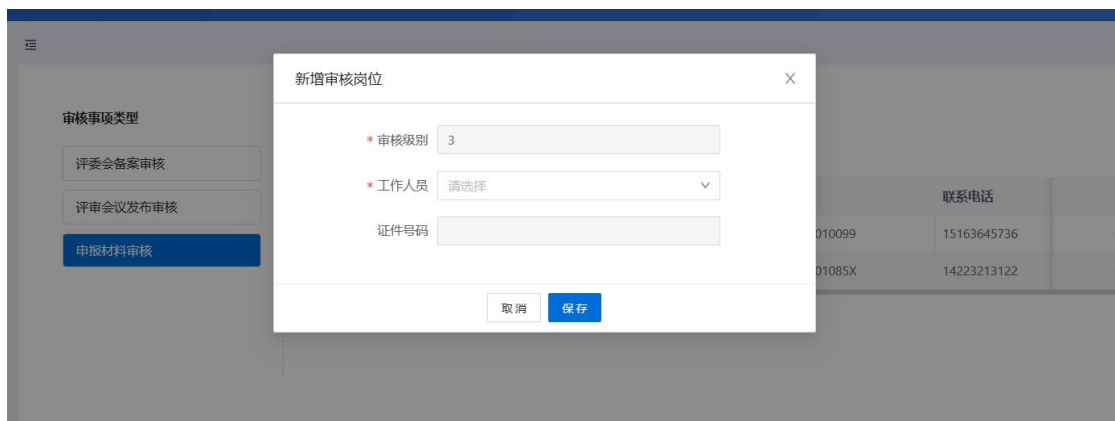 新增审核岗位
审核事项类型
* 审核级别 3
评委会备案审核
* 工作人员 请选择
评审会议发布审核
联系电话
证件号码
010099 15163645736
申报材料审核
01085X 14223213122
取消 保存